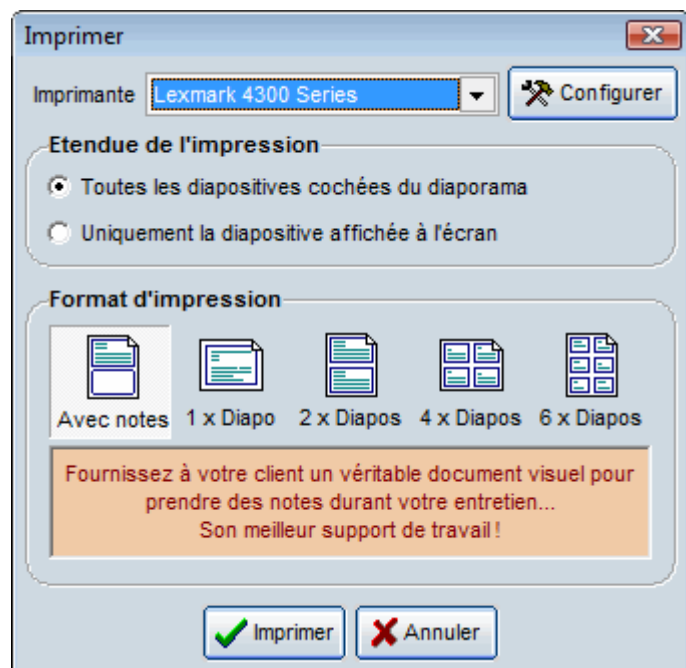 Imprimer
Imprimante Lexmark 4300 Series Configurer
Etendue de l'impression
Toutes les diapositives cochées du diaporama
Uniquement la diapositive affichée à l'écran
Format d'impression
Avec notes 1 x Diapo 2 x Diapos 4 x Diapos 6 x Diapos
Fournissez à votre client un véritable document visuel pour
prendre des notes durant votre entretien...
Son meilleur support de travail !
Imprimer Annuler